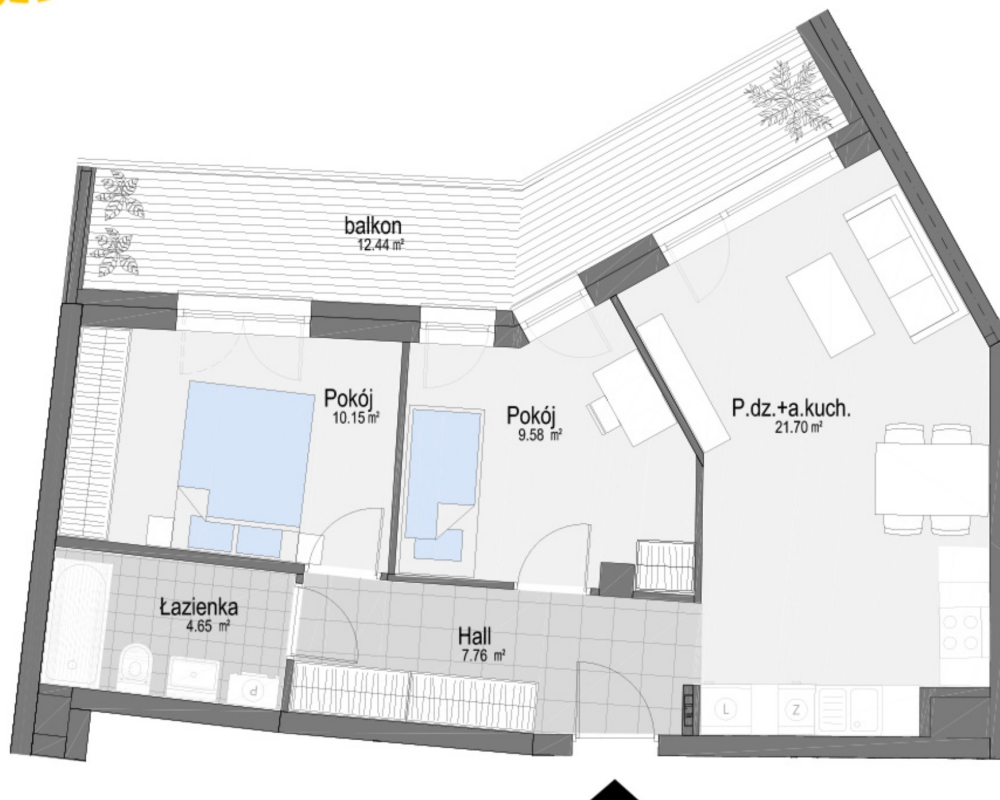 balkon
12.44 m²
Pokój
10.15 m²
Pokój
9.58 m²
P.dz.+a.kuch.
21.70 m²
Łazienka
4.65 m²
Hall
7.76 m²
P
L
Z